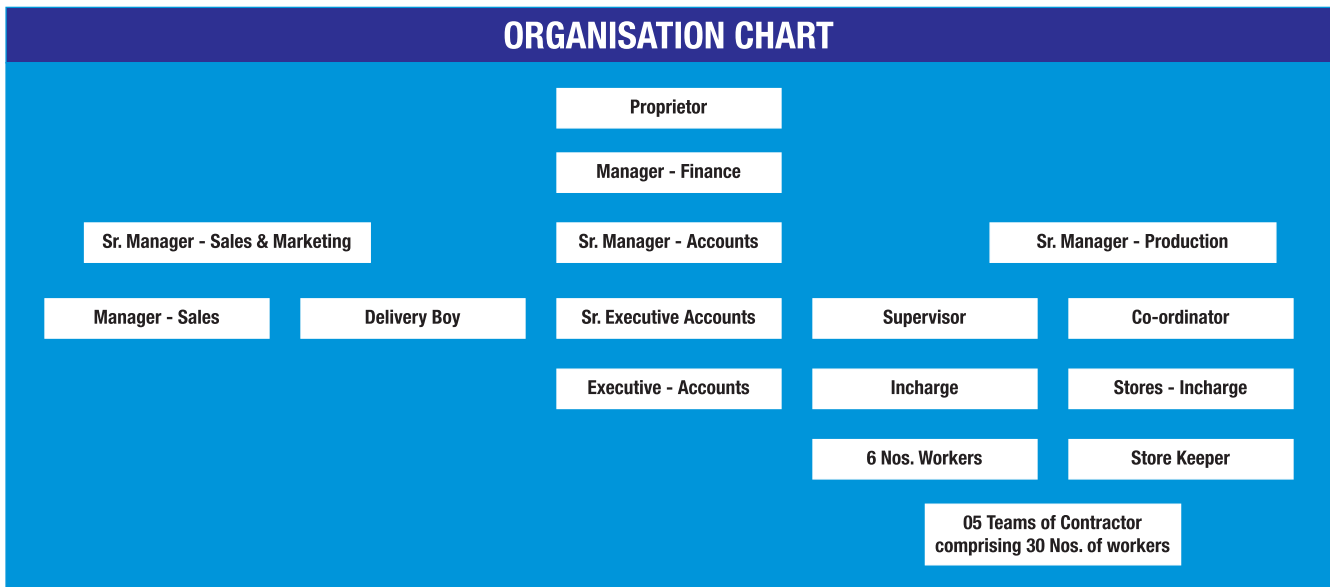 ORGANISATION CHART
Proprietor
Manager - Finance
Sr. Manager - Sales & Marketing
Sr. Manager - Accounts
Sr. Manager - Production
Manager - Sales
Delivery Boy
Sr. Executive Accounts
Supervisor
Co-ordinator
Executive - Accounts
Incharge
Stores - Incharge
6 Nos. Workers
Store Keeper
05 Teams of Contractor
comprising 30 Nos. of workers